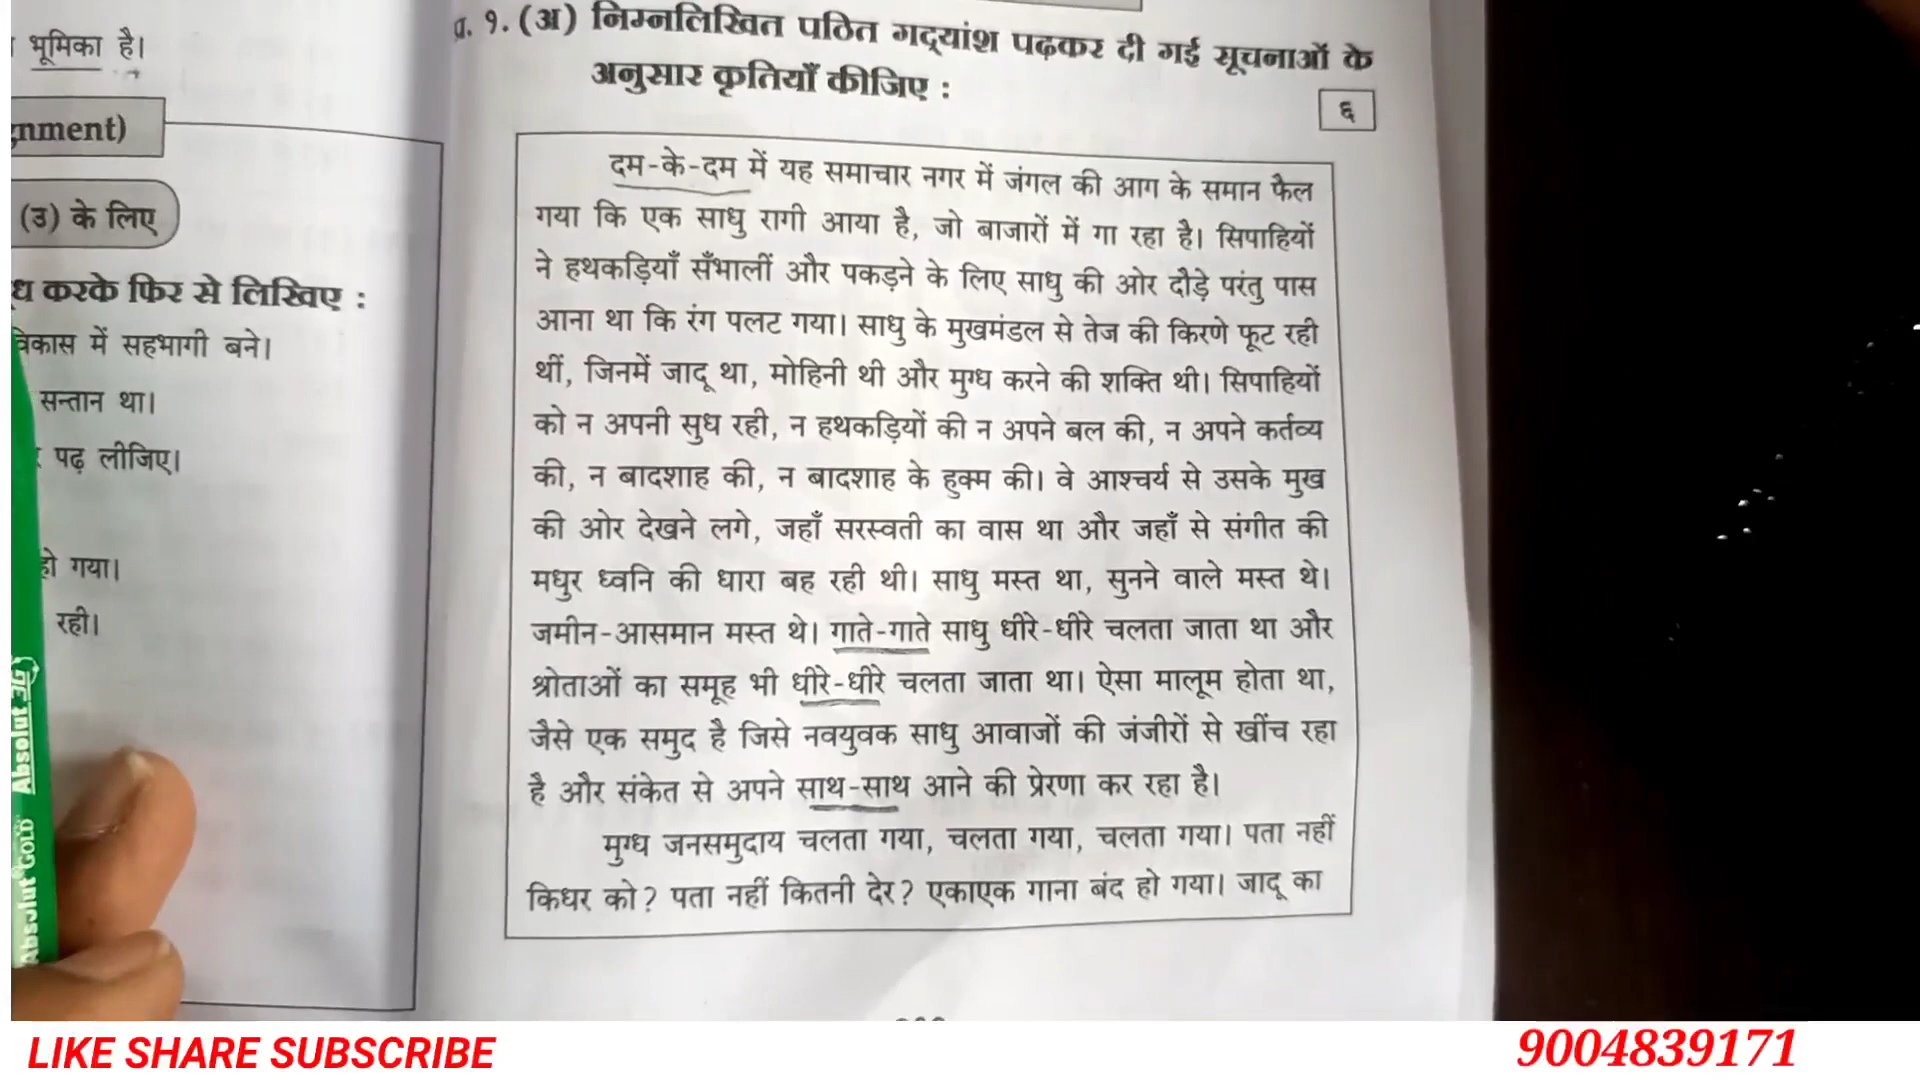 भूमिका है।
nment)
(उ) के लिए
करके फिर से लिखिए :
विकास में सहभागी बने।
सन्तान था।
पढ़ लीजिए।
हो गया।
रही।
Absolut 3G
Absolut GOLD
प्र. १. (अ) निम्नलिखित पठित गद्यांश पढ़कर दी गई सूचनाओं के
अनुसार कृतियाँ कीजिए :
६
दम-के-दम में यह समाचार नगर में जंगल की आग के समान फैल
गया कि एक साधु रागी आया है, जो बाजारों में गा रहा है। सिपाहियों
ने हथकड़ियाँ सँभालीं और पकड़ने के लिए साधु की ओर दौड़े परंतु पास
आना था कि रंग पलट गया। साधु के मुखमंडल से तेज की किरणे फूट रही
थीं, जिनमें जादू था, मोहिनी थी और मुग्ध करने की शक्ति थी। सिपाहियों
को न अपनी सुध रही, न हथकड़ियों की न अपने बल की, न अपने कर्तव्य
की, न बादशाह की, न बादशाह के हुक्म की। वे आश्चर्य से उसके मुख
की ओर देखने लगे, जहाँ सरस्वती का वास था और जहाँ से संगीत की
मधुर ध्वनि की धारा बह रही थी। साधु मस्त था, सुनने वाले मस्त थे।
जमीन-आसमान मस्त थे। गाते-गाते साधु धीरे-धीरे चलता जाता था और
श्रोताओं का समूह भी धीरे-धीरे चलता जाता था। ऐसा मालूम होता था,
जैसे एक समुद है जिसे नवयुवक साधु आवाजों की जंजीरों से खींच रहा
है और संकेत से अपने साथ-साथ आने की प्रेरणा कर रहा है।
मुग्ध जनसमुदाय चलता गया, चलता गया, चलता गया। पता नहीं
किधर को? पता नहीं कितनी देर? एकाएक गाना बंद हो गया। जादू का
LIKE SHARE SUBSCRIBE
9004839171